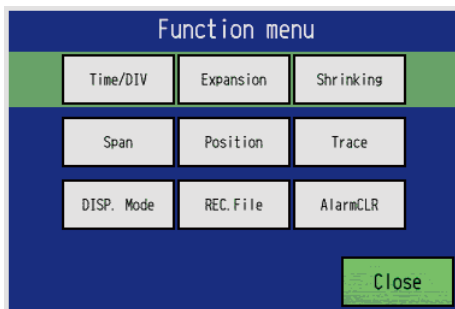 Function menu
Time/DIV Expansion Shrinking
Span Position Trace
DISP. Mode REC.File AlarmCLR
Close